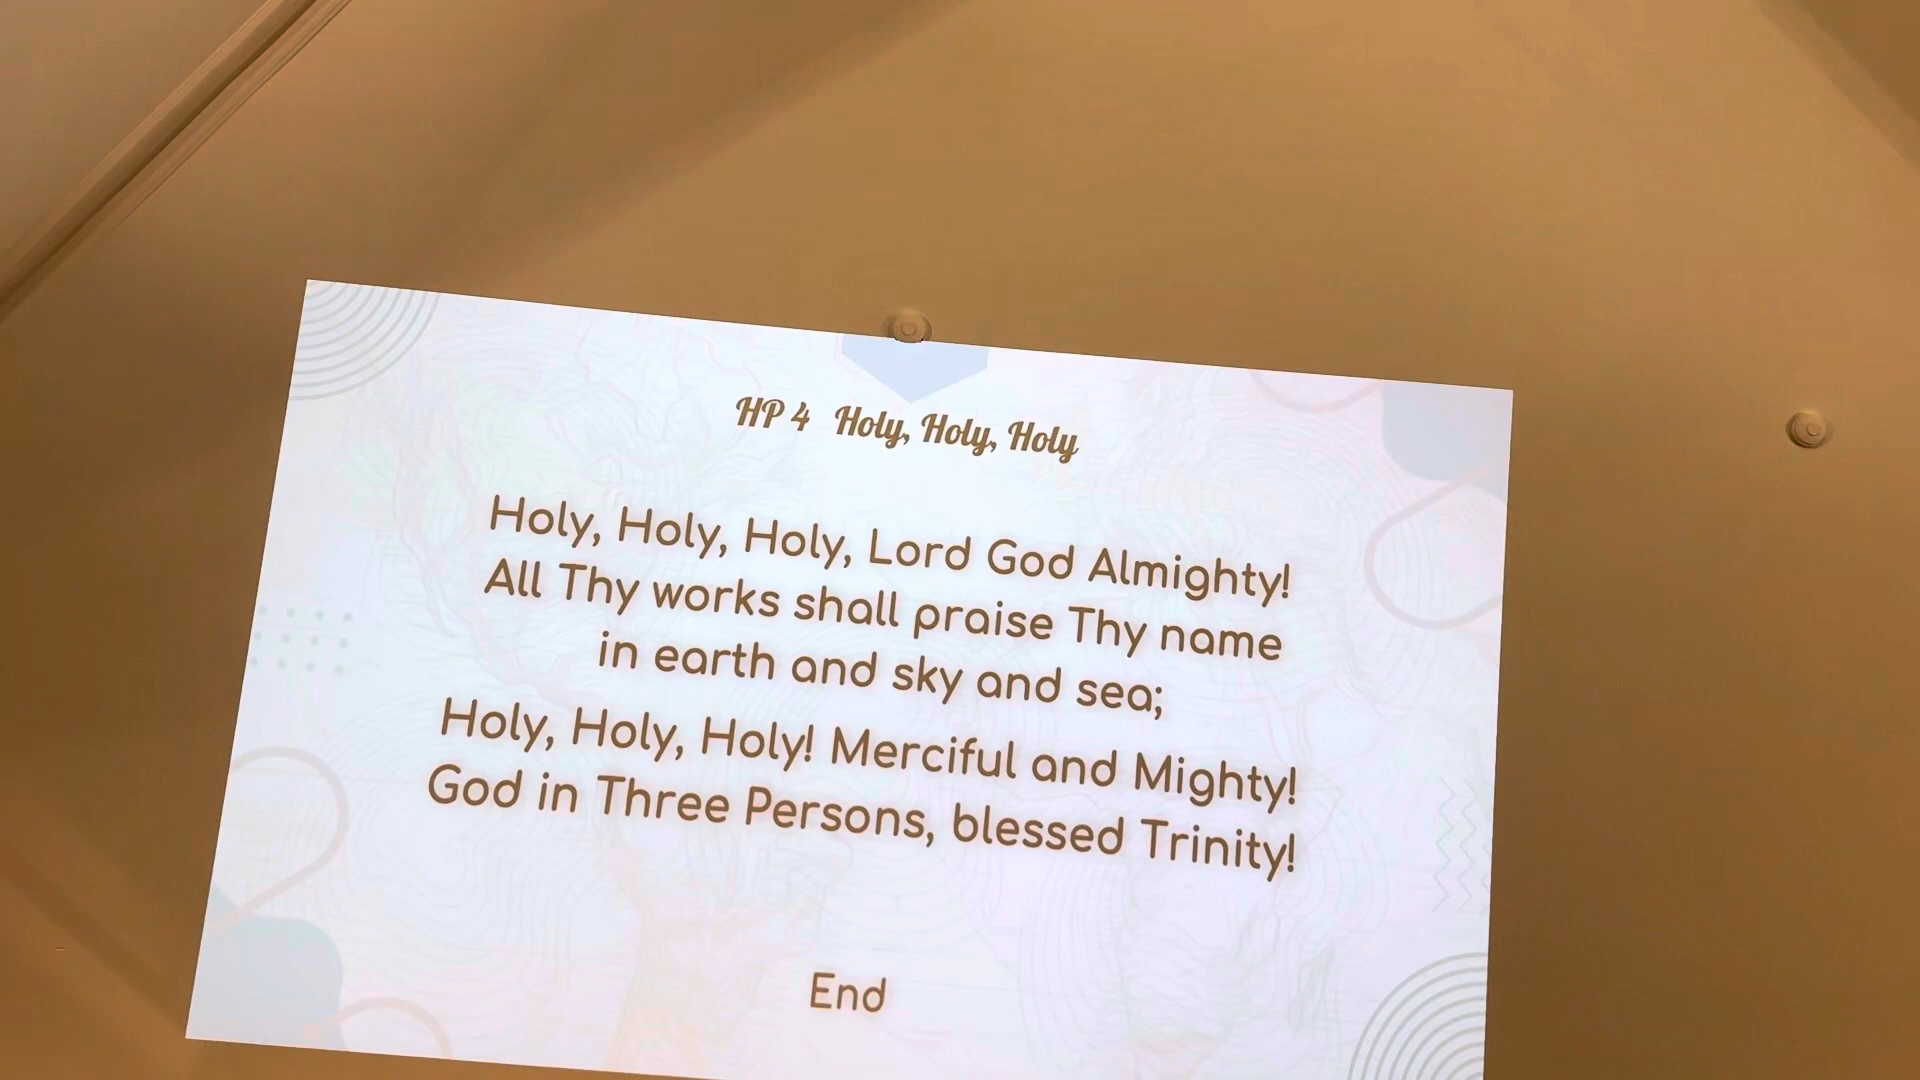 HP 4 Holy, Holy, Holy
Holy, Holy, Holy, Lord God Almighty!
All Thy works shall praise Thy name
in earth and sky and sea;
Holy, Holy, Holy! Merciful and Mighty!
God in Three Persons, blessed Trinity!
End